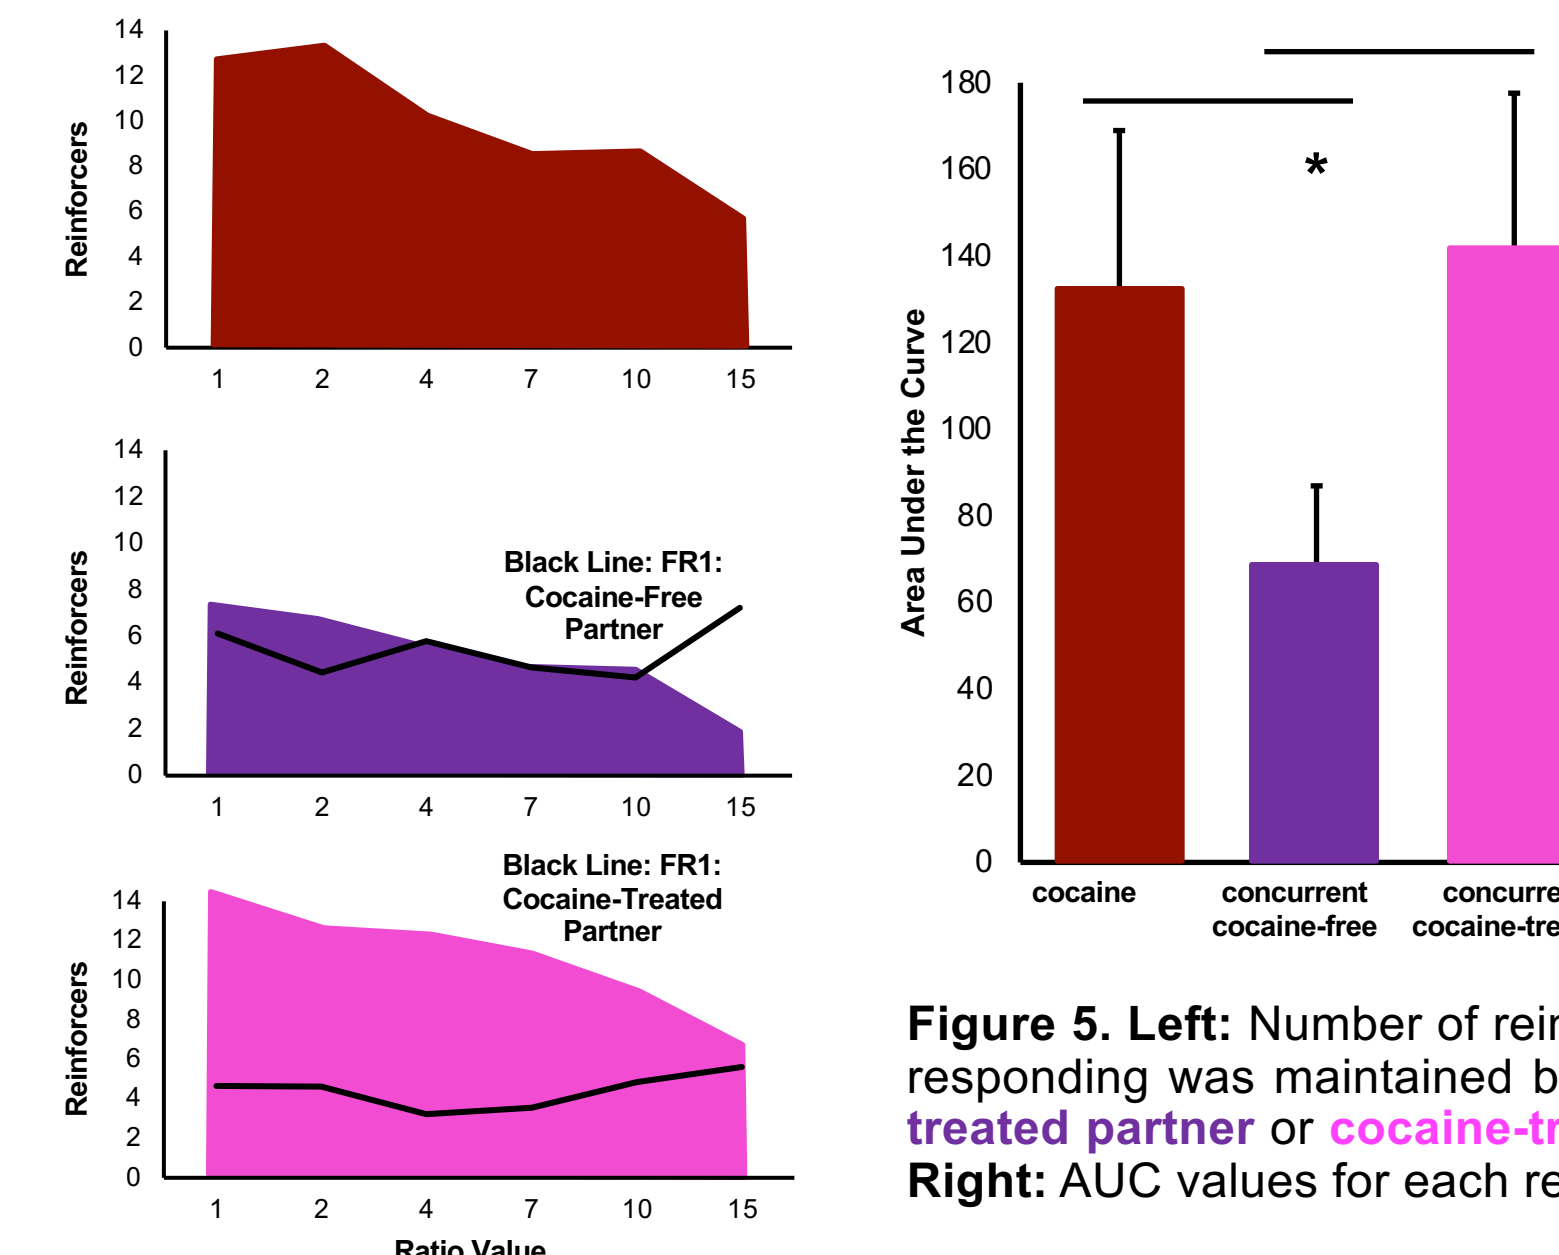 14
12
10
8
6
4
2
0
Reinforcers
1 2 4 7 10 15
14
12
10
8
6
4
2
0
Reinforcers
Black Line: FR1:
Cocaine-Free
Partner
1 2 4 7 10 15
Black Line: FR1:
Cocaine-Treated
Partner
14
12
10
8
6
4
2
0
Reinforcers
1 2 4 7 10 15
Ratio Value
180
160
140
120
100
80
60
40
20
0
Area Under the Curve
*
cocaine
concurrent
cocaine-free
concurre
cocaine-tre
Figure 5. Left: Number of rein
responding was maintained b
treated partner or cocaine-tr
Right: AUC values for each re